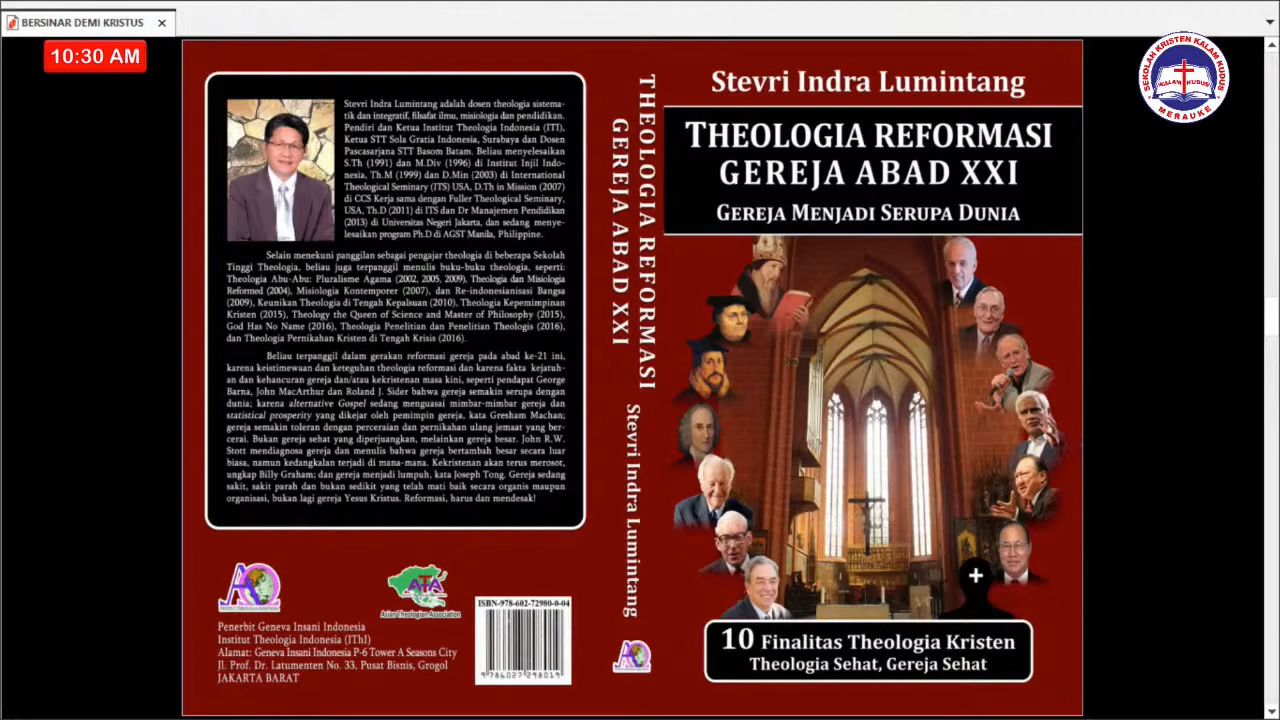 BERSINAR DEMI KRISTUS
10:30 AM
SEKOLAH KRISTEN KALAM KUDUS
KALAM KUDUS
MERAUKE
Stevri Indra Lumintang adalah dosen theologia sistema-
tik dan integratif, filsafat ilmu, misiologia dan pendidikan.
Pendiri dan Ketua Institut Theologia Indonesia (ITI),
Ketua STT Sola Gratia Indonesia, Surabaya dan Dosen
Pascasarjana STT Basom Batam. Beliau menyelesaikan
S.Th (1991) dan M.Div (1996) di Institut Injil Indo-
nesia, Th.M (1999) dan D.Min (2003) di International
Theological Seminary (ITS) USA, D.Th in Mission (2007)
di CCS Kerja sama dengan Fuller Theological Seminary,
USA, Th.D (2011) di ITS dan Dr Manajemen Pendidikan
(2013) di Universitas Negeri Jakarta, dan sedang menye-
lesaikan program Ph.D di AGST Manila, Philippine.
Selain menekuni panggilan sebagai pengajar theologia di beberapa Sekolah
Tinggi Theologia, beliau juga terpanggil menulis buku-buku theologia, seperti:
Theologia Abu-Abu: Pluralisme Agama (2002, 2005, 2009), Theologia dan Misiologia
Reformed (2004), Misiologia Kontemporer (2007), dan Re-indonesianisasi Bangsa
(2009), Keunikan Theologia di Tengah Kepalsuan (2010), Theologia Kepemimpinan
Kristen (2015), Theology the Queen of Science and Master of Philosophy (2015),
God Has No Name (2016), Theologia Penelitian dan Penelitian Theologis (2016),
dan Theologia Pernikahan Kristen di Tengah Krisis (2016).
Beliau terpanggil dalam gerakan reformasi gereja pada abad ke-21 ini,
karena keistimewaan dan keteguhan theologia reformasi dan karena fakta kejatuh-
an dan kehancuran gereja dan/atau kekristenan masa kini, seperti pendapat George
Barna, John MacArthur dan Roland J. Sider bahwa gereja semakin serupa dengan
dunia; karena alternative Gospel sedang menguasai mimbar-mimbar gereja dan
statistical prosperity yang dikejar oleh pemimpin gereja, kata Gresham Machan;
gereja semakin toleran dengan perceraian dan pernikahan ulang jemaat yang ber-
cerai. Bukan gereja sehat yang diperjuangkan, melainkan gereja besar. John R.W.
Stott mendiagnosa gereja dan menulis bahwa gereja bertambah besar secara luar
biasa, namun kedangkalan terjadi di mana-mana. Kekristenan akan terus merosot,
ungkap Billy Graham; dan gereja menjadi lumpuh, kata Joseph Tong. Gereja sedang
sakit, sakit parah dan bukan sedikit yang telah mati baik secara organis maupun
organisasi, bukan lagi gereja Yesus Kristus. Reformasi, harus dan mendesak!
ATA
Asian Theological Association
Penerbit Geneva Insani Indonesia
Institut Theologia Indonesia (IThI)
Alamat: Geneva Insani Indonesia P-6 Tower A Seasons City
Jl. Prof. Dr. Latumenten No. 33, Pusat Bisnis, Grogol
JAKARTA BARAT
ISBN-978-602-72980-0-04
9 786027 298019
THEOLOGIA REFORMASI
GEREJA ABAD XXI
Stevri Indra Lumintang
Stevri Indra Lumintang
THEOLOGIA REFORMASI
GEREJA ABAD XXI
GEREJA MENJADI SERUPA DUNIA
10 Finalitas Theologia Kristen
Theologia Sehat, Gereja Sehat